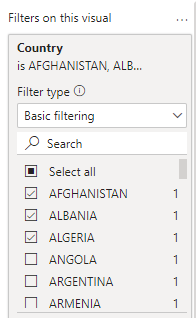 Filters on this visual ...
Country
is AFGHANISTAN, ALB...
Filter type
Basic filtering
Search
Select all
AFGHANISTAN 1
ALBANIA 1
ALGERIA 1
ANGOLA 1
ARGENTINA 1
ARMENIA 1